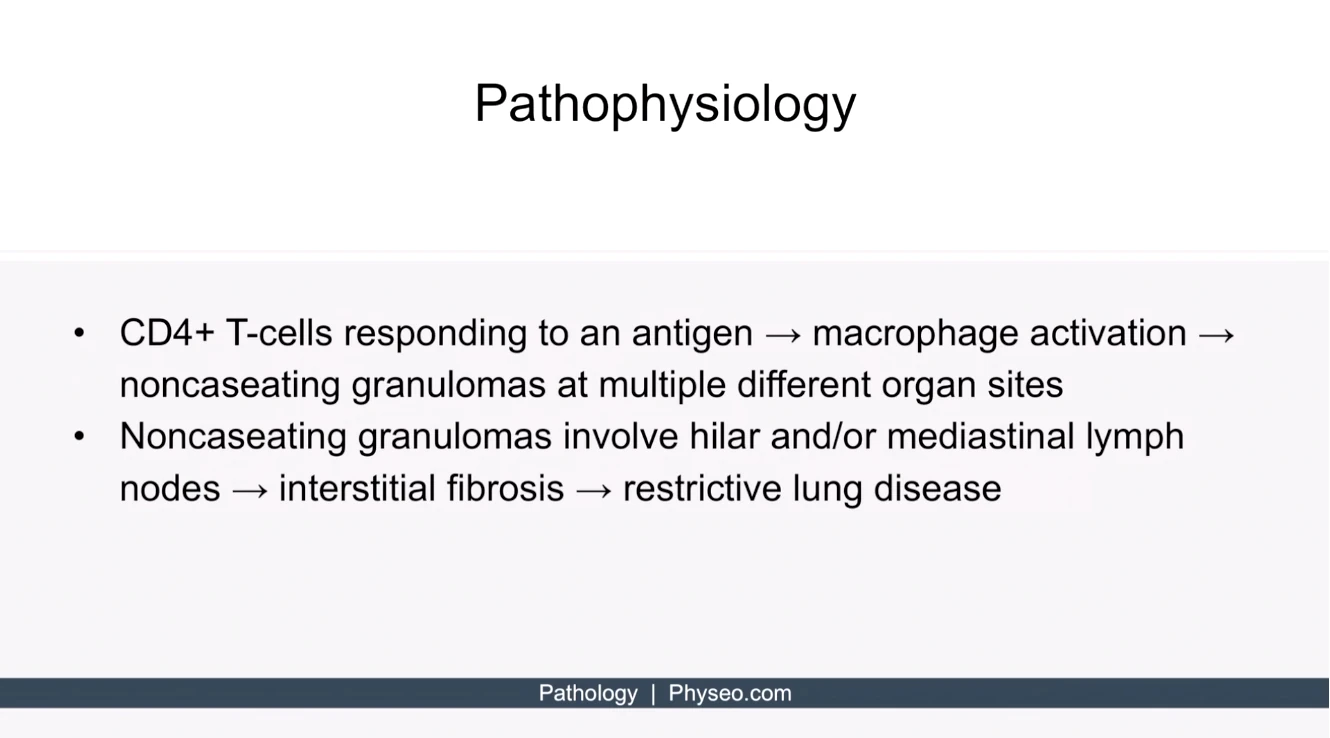 Pathophysiology
• CD4+ T-cells responding to an antigen → macrophage activation →
noncaseating granulomas at multiple different organ sites
• Noncaseating granulomas involve hilar and/or mediastinal lymph
nodes → interstitial fibrosis → restrictive lung disease
Pathology | Physeo.com